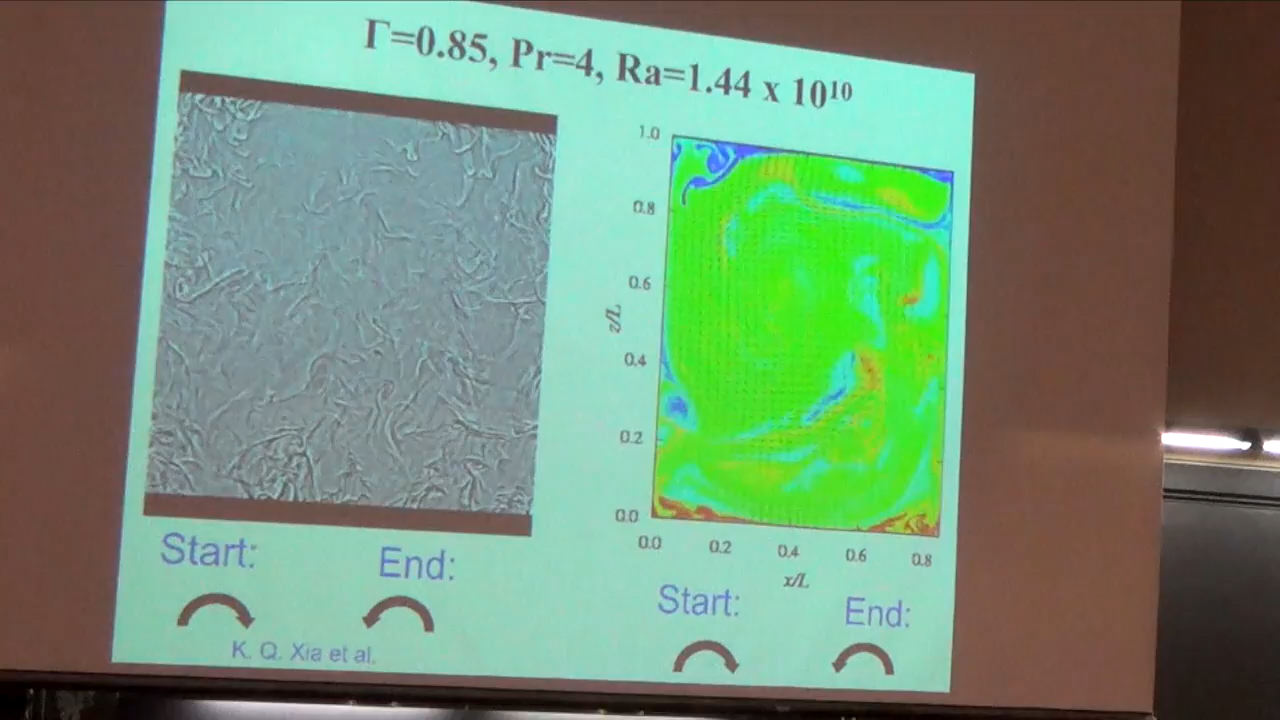 Γ=0.85, Pr=4, Ra=1.44 x 10¹⁰
1.0
0.8
0.6
z/L
0.4
0.2
0.0
0.0 0.2 0.4 0.6 0.8
x/L
Start: End:
K. Q. Xia et al.
Start: End: